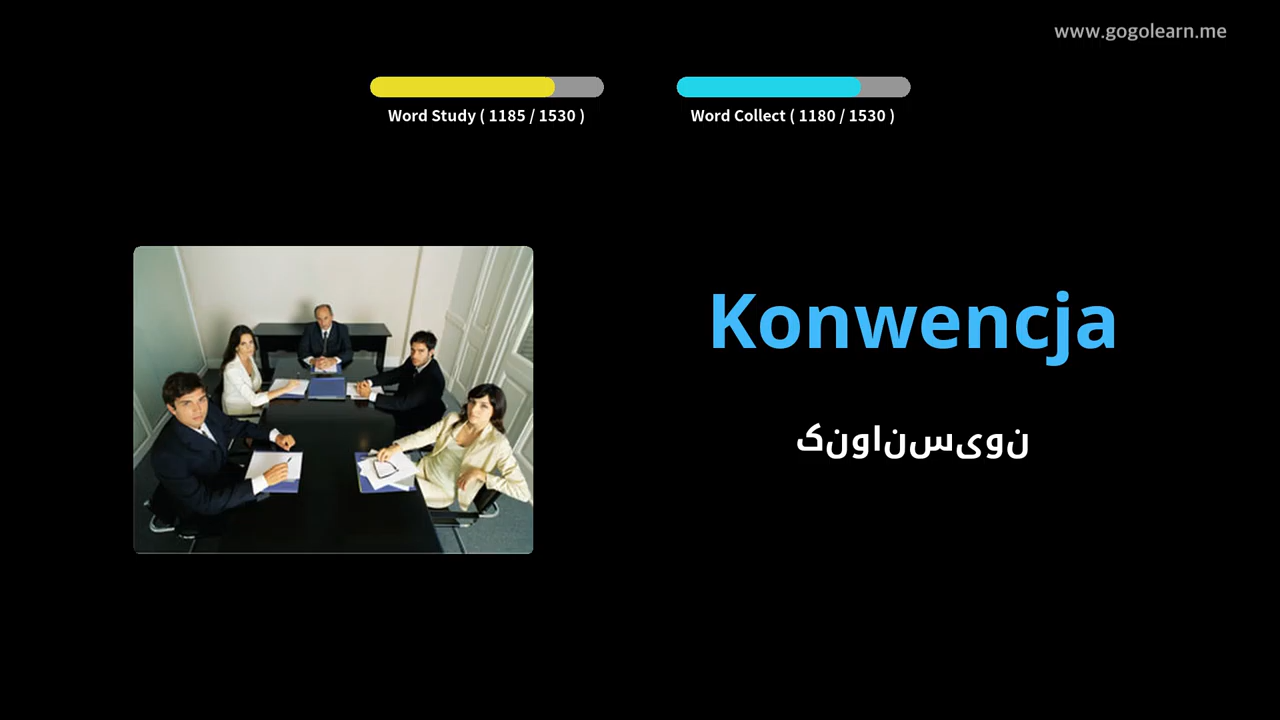 www.gogolearn.me
Word Study ( 1185 / 1530 )
Word Collect ( 1180 / 1530 )
Konwencja
کنوانسیون